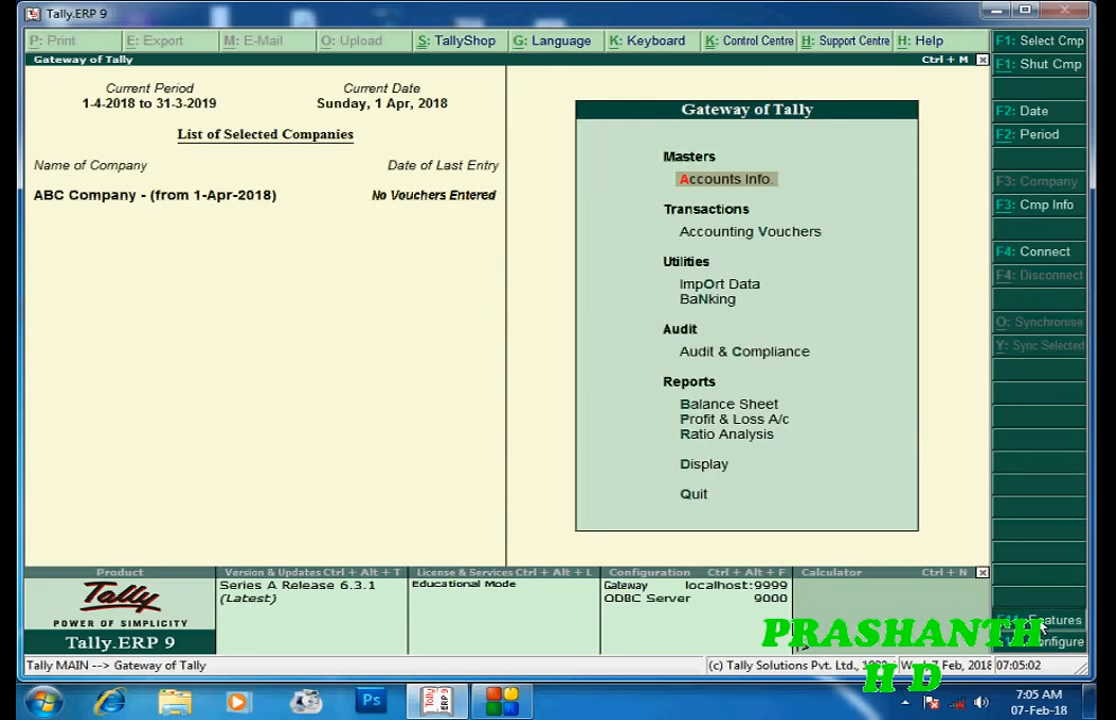 Tally.ERP 9
P: Print E: Export M: E-Mail O: Upload S: TallyShop G: Language K: Keyboard K: Control Centre H: Support Centre H: Help
Gateway of Tally Ctrl + M
Current Period Current Date
1-4-2018 to 31-3-2019 Sunday, 1 Apr, 2018
List of Selected Companies
Name of Company Date of Last Entry
ABC Company - (from 1-Apr-2018) No Vouchers Entered
Gateway of Tally
Masters
Accounts Info.
Transactions
Accounting Vouchers
Utilities
ImpOrt Data
BaNking
Audit
Audit & Compliance
Reports
Balance Sheet
Profit & Loss A/c
Ratio Analysis
Display
Quit
F1: Select Cmp
F1: Shut Cmp
F2: Date
F2: Period
F3: Company
F3: Cmp Info
F4: Connect
F4: Disconnect
O: Synchronise
Y: Sync Selected
Features
Product
Tally
POWER OF SIMPLICITY
Tally.ERP 9
Version & Updates Ctrl + Alt + T
Series A Release 6.3.1
(Latest)
License & Services Ctrl + Alt + L
Educational Mode
Configuration Ctrl + Alt + F
Gateway localhost:9999
ODBC Server 9000
Calculator Ctrl + N
PRASHANTH
H D
Tally MAIN --> Gateway of Tally (c) Tally Solutions Pvt. Ltd., 7 Feb, 2018 07:05:02
Ps
7:05 AM
07-Feb-18